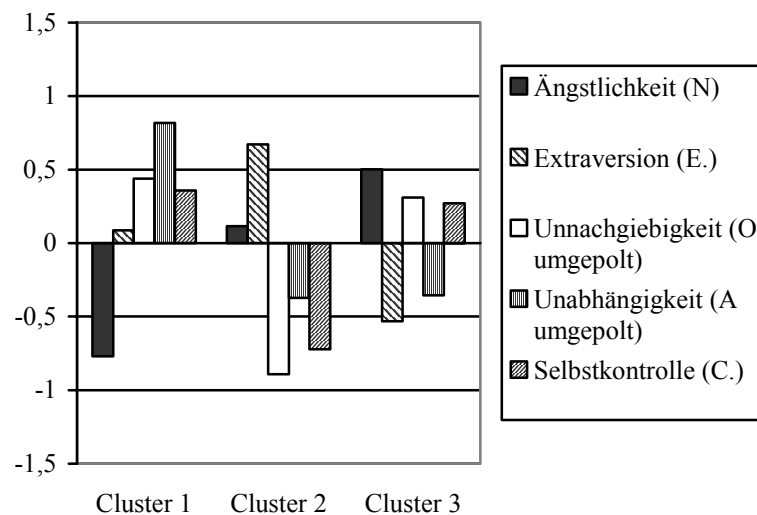 1,5
1
0,5
0
-0,5
-1
-1,5
Cluster 1
Cluster 2
Cluster 3
Ängstlichkeit (N)
Extraversion (E.)
Unnachgiebigkeit (O
umgepolt)
Unabhängigkeit (A
umgepolt)
Selbstkontrolle (C.)